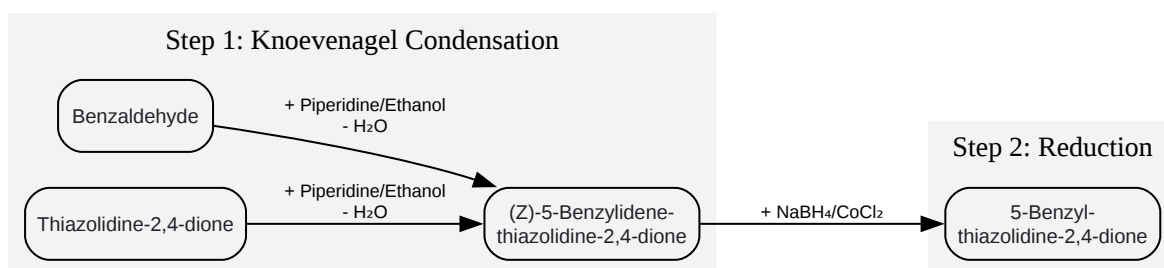 Step 1: Knoevenagel Condensation
Benzaldehyde
+ Piperidine/Ethanol
- H₂O
Thiazolidine-2,4-dione
+ Piperidine/Ethanol
- H₂O
(Z)-5-Benzylidene-
thiazolidine-2,4-dione
+ NaBH₄/CoCl₂
Step 2: Reduction
5-Benzyl-
thiazolidine-2,4-dione